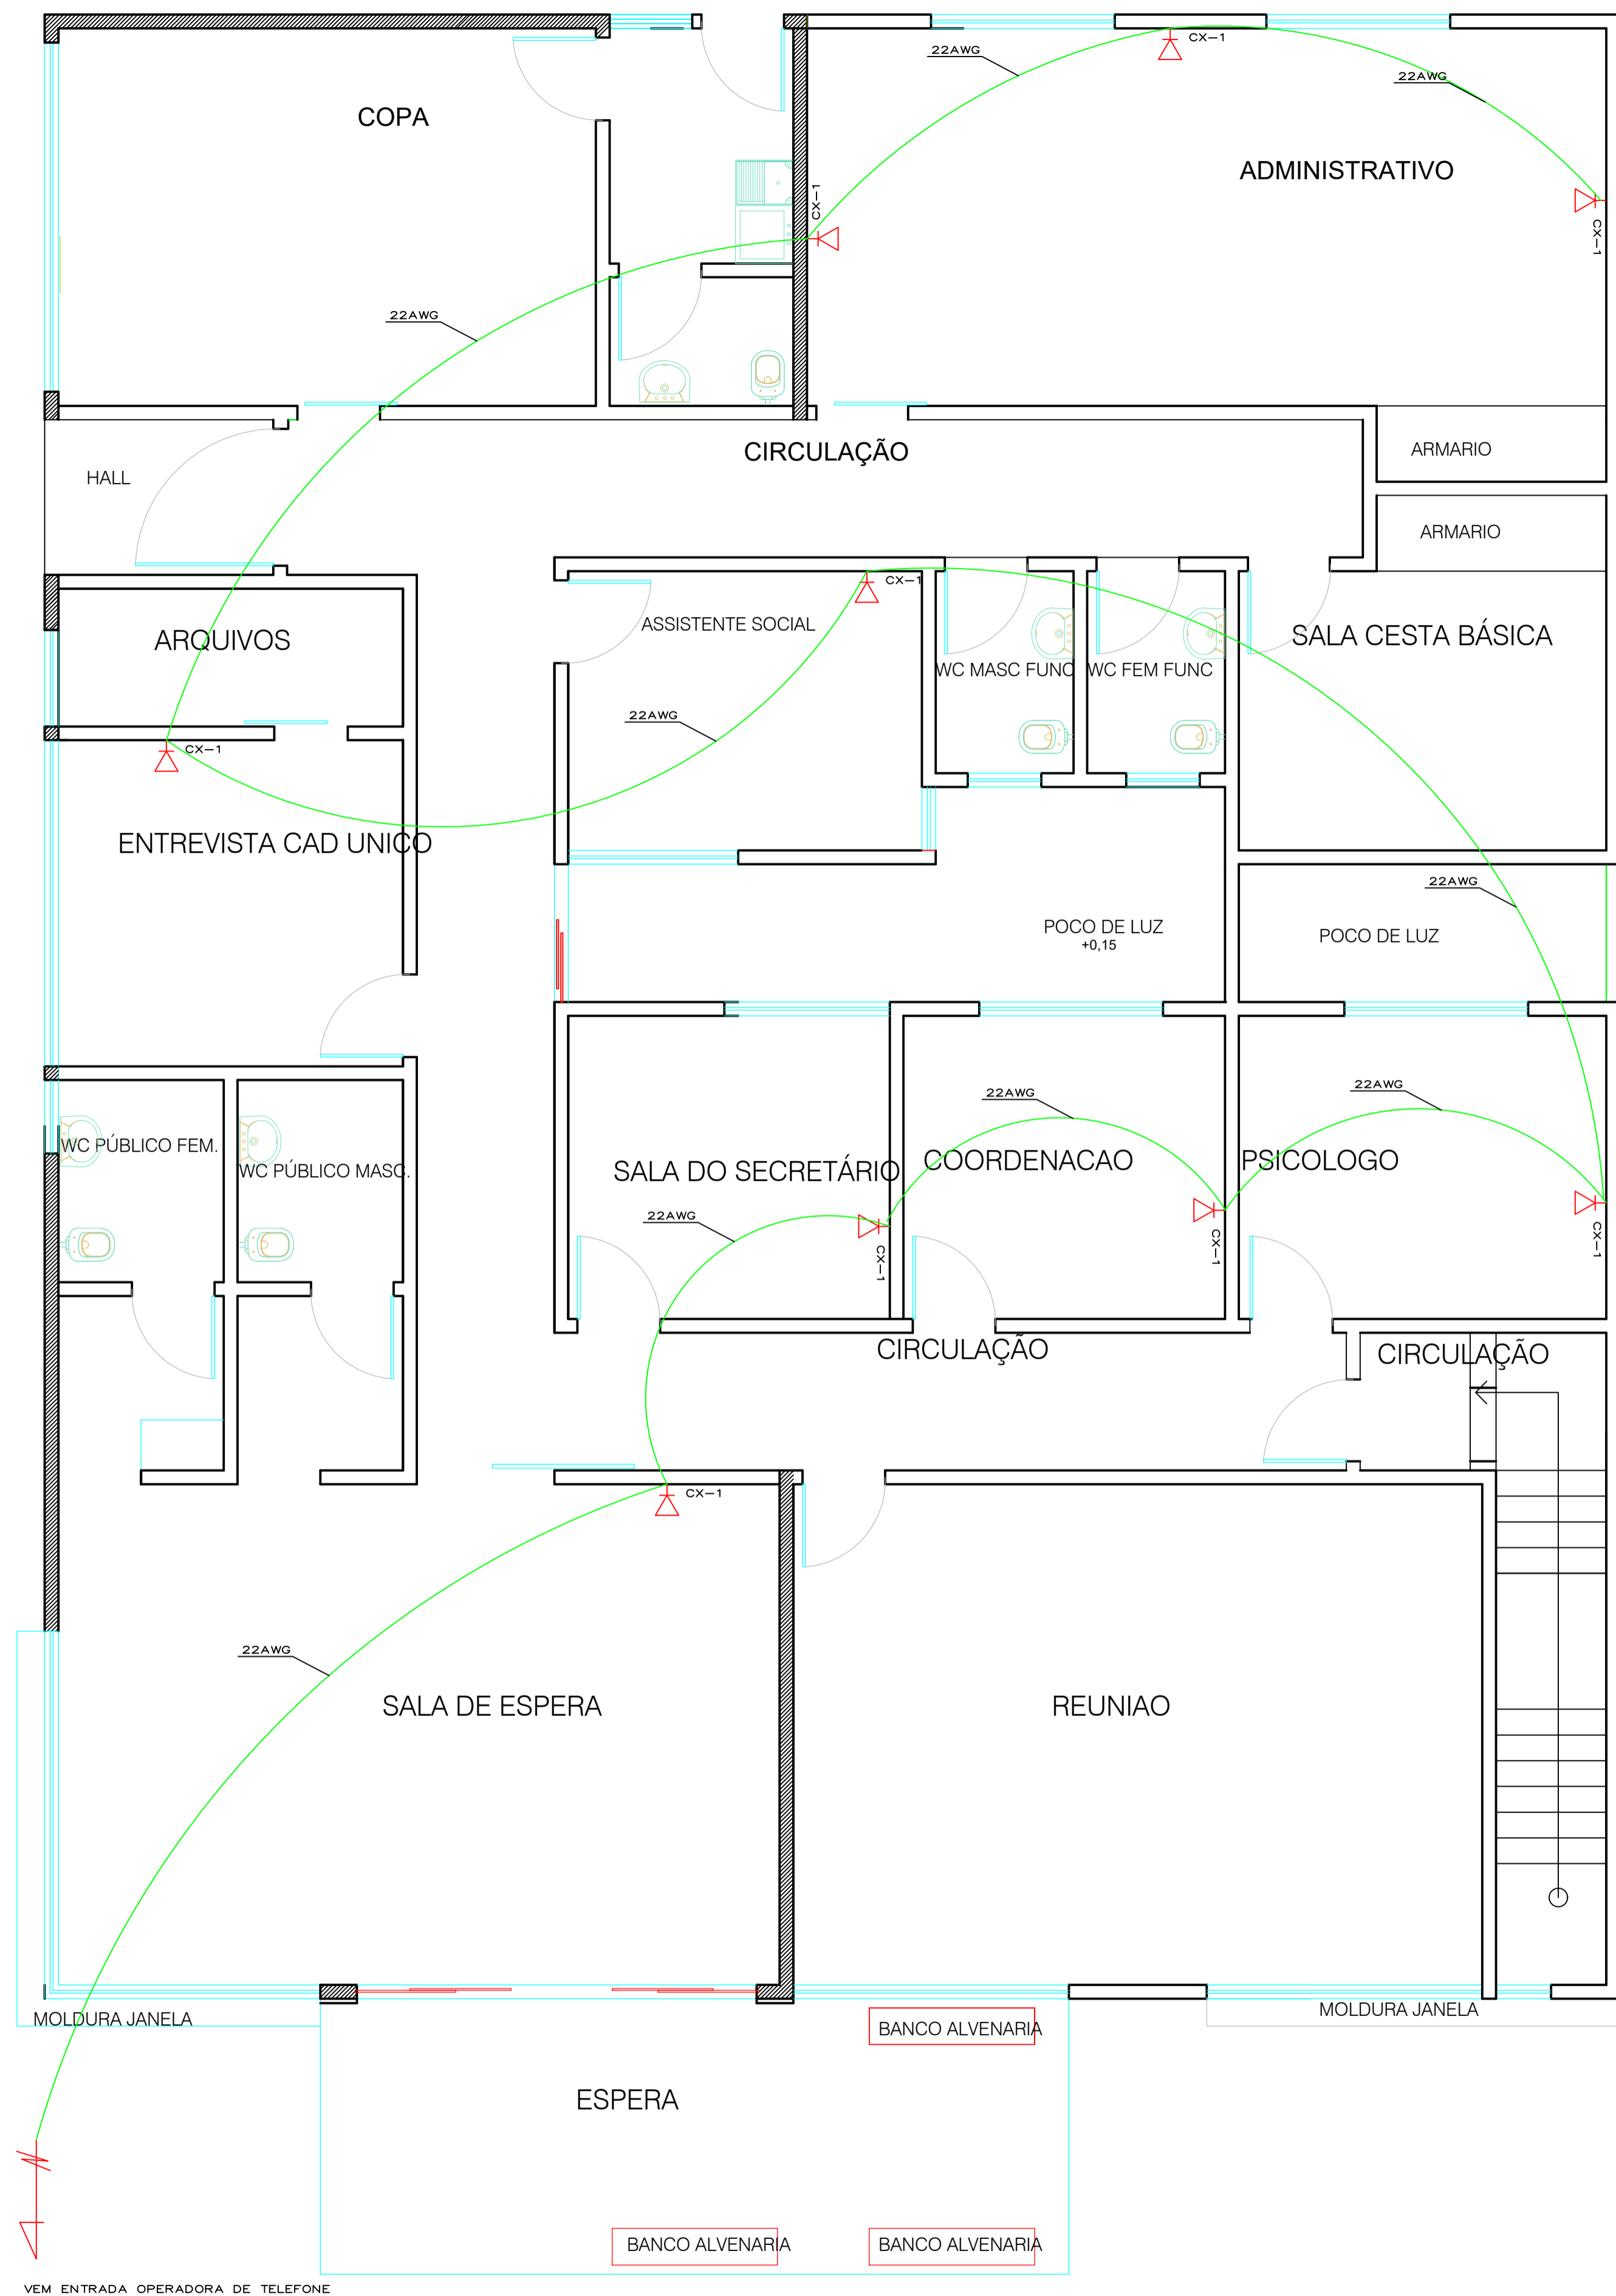 22AWG
CX-1
22AWG
COPA
ADMINISTRATIVO
CX-1
CX-1
22AWG
CIRCULAÇÃO
ARMARIO
HALL
ARMARIO
CX-1
ASSISTENTE SOCIAL
ARQUIVOS
SALA CESTA BÁSICA
WC MASC FUNC
WC FEM FUNC
22AWG
CX-1
ENTREVISTA CAD UNICO
22AWG
POCO DE LUZ
+0,15
POCO DE LUZ
22AWG
22AWG
WC PÚBLICO FEM.
WC PÚBLICO MASC.
SALA DO SECRETÁRIO
COORDENACAO
PSICOLOGO
22AWG
CX-1
CX-1
CX-1
CIRCULAÇÃO
CIRCULAÇÃO
CX-1
22AWG
SALA DE ESPERA
REUNIAO
MOLDURA JANELA
MOLDURA JANELA
BANCO ALVENARIA
ESPERA
BANCO ALVENARIA
BANCO ALVENARIA
VEM ENTRADA OPERADORA DE TELEFONE